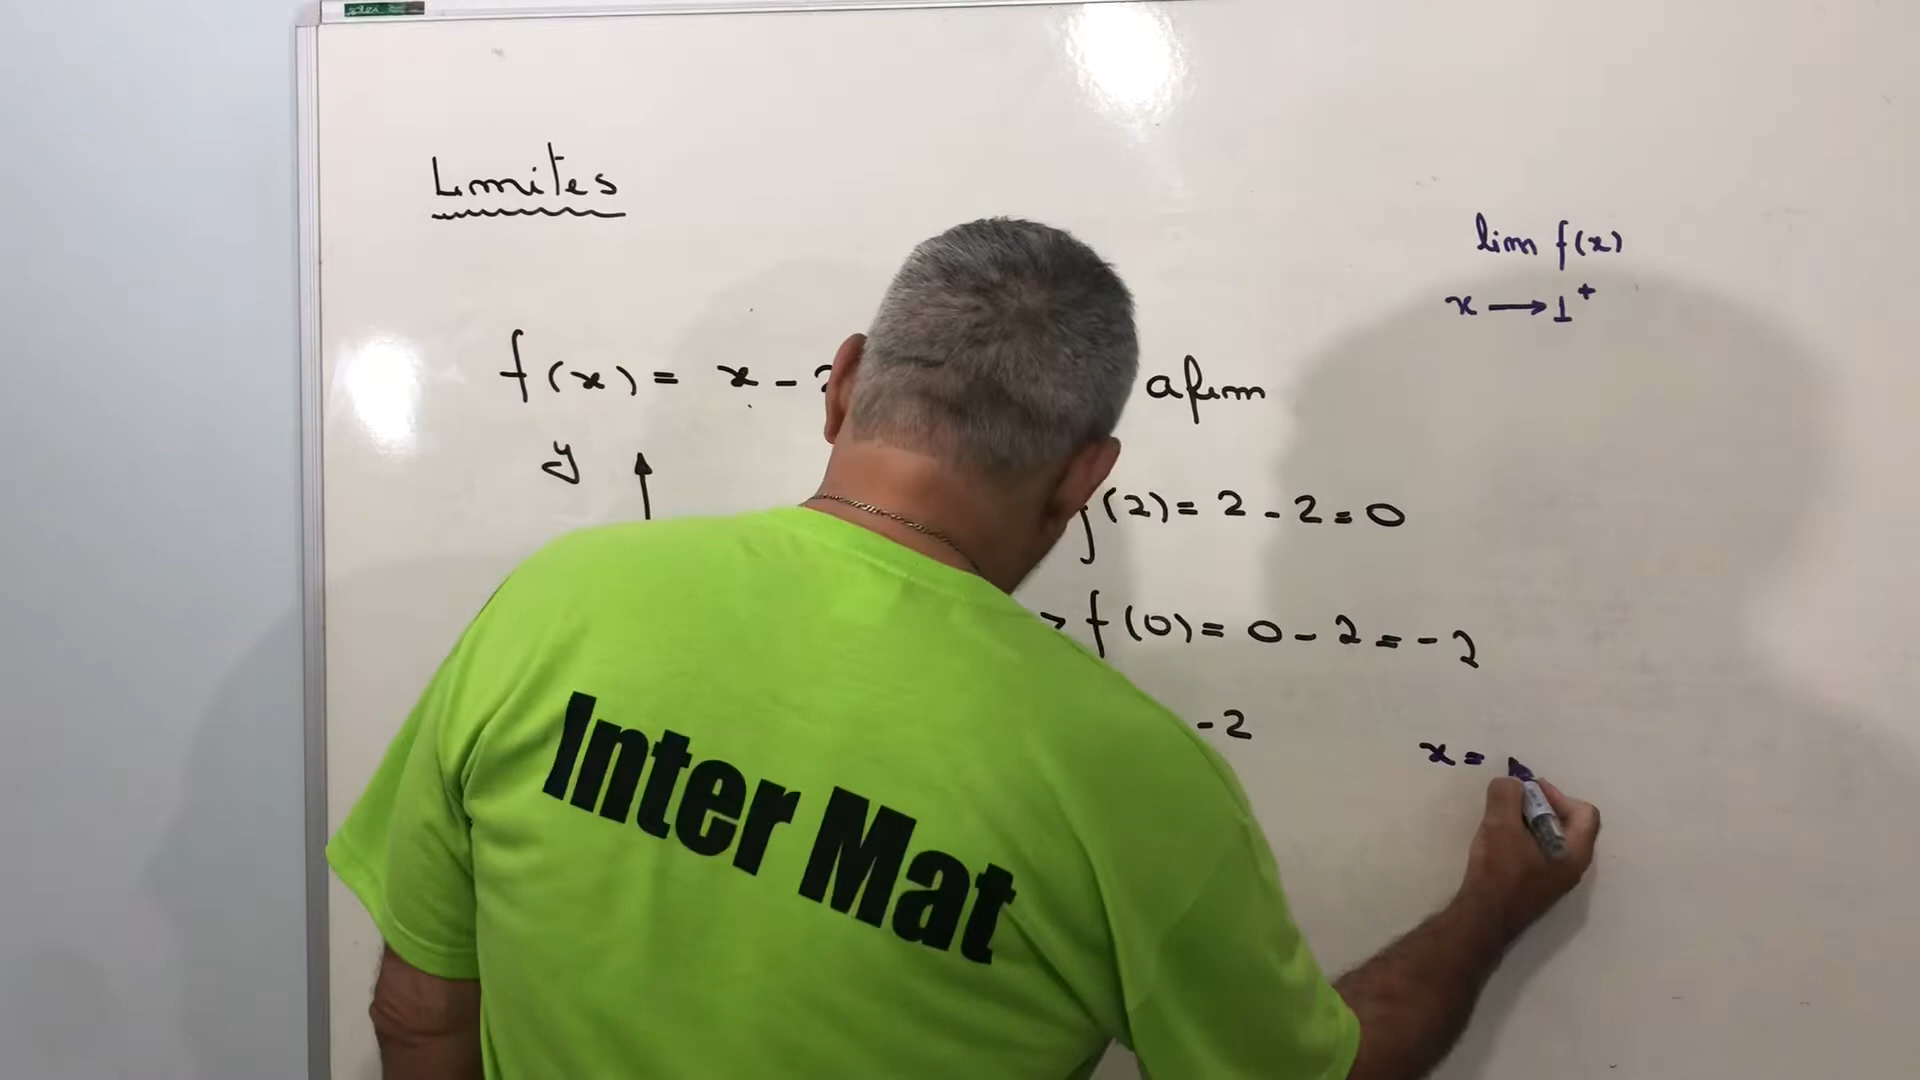 Limites
lim f(x)
x → 1⁺
f(x) = x - 2 afim
y
f(2) = 2 - 2 = 0
→ f(0) = 0 - 2 = -2
-2
x =
Inter Mat